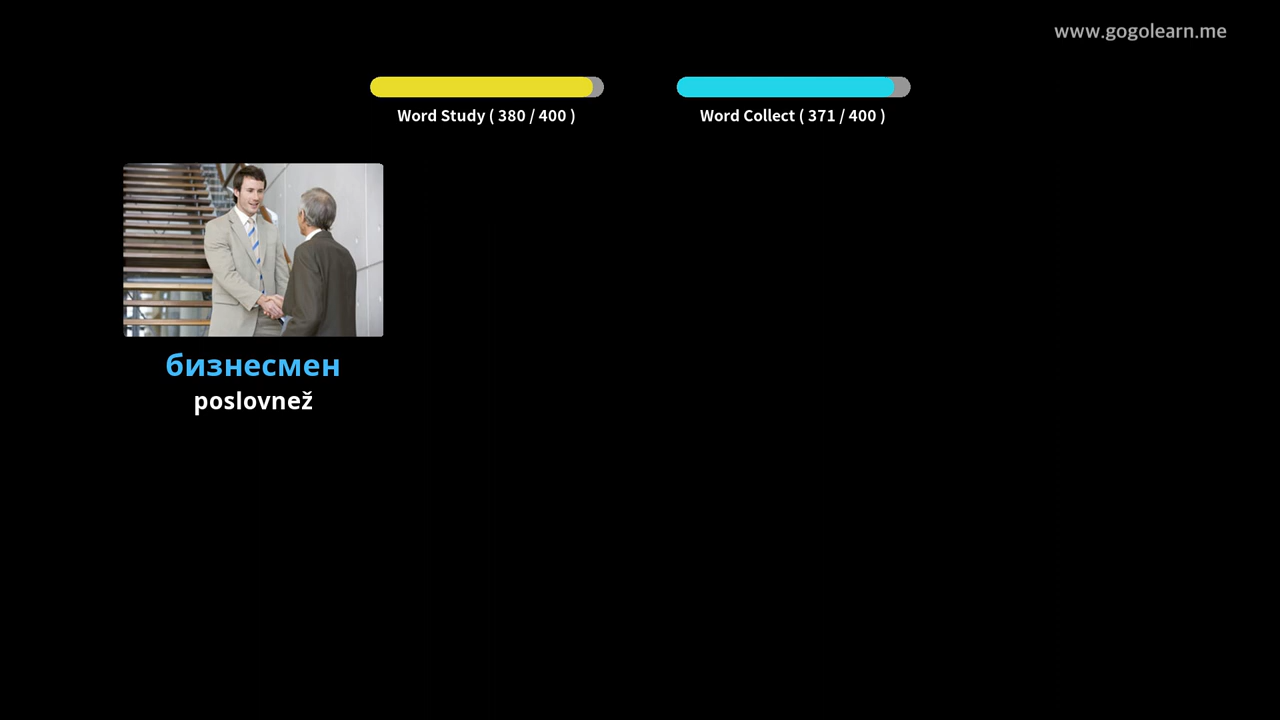 www.gogolearn.me
Word Study ( 380 / 400 )
Word Collect ( 371 / 400 )
бизнесмен
poslovnež